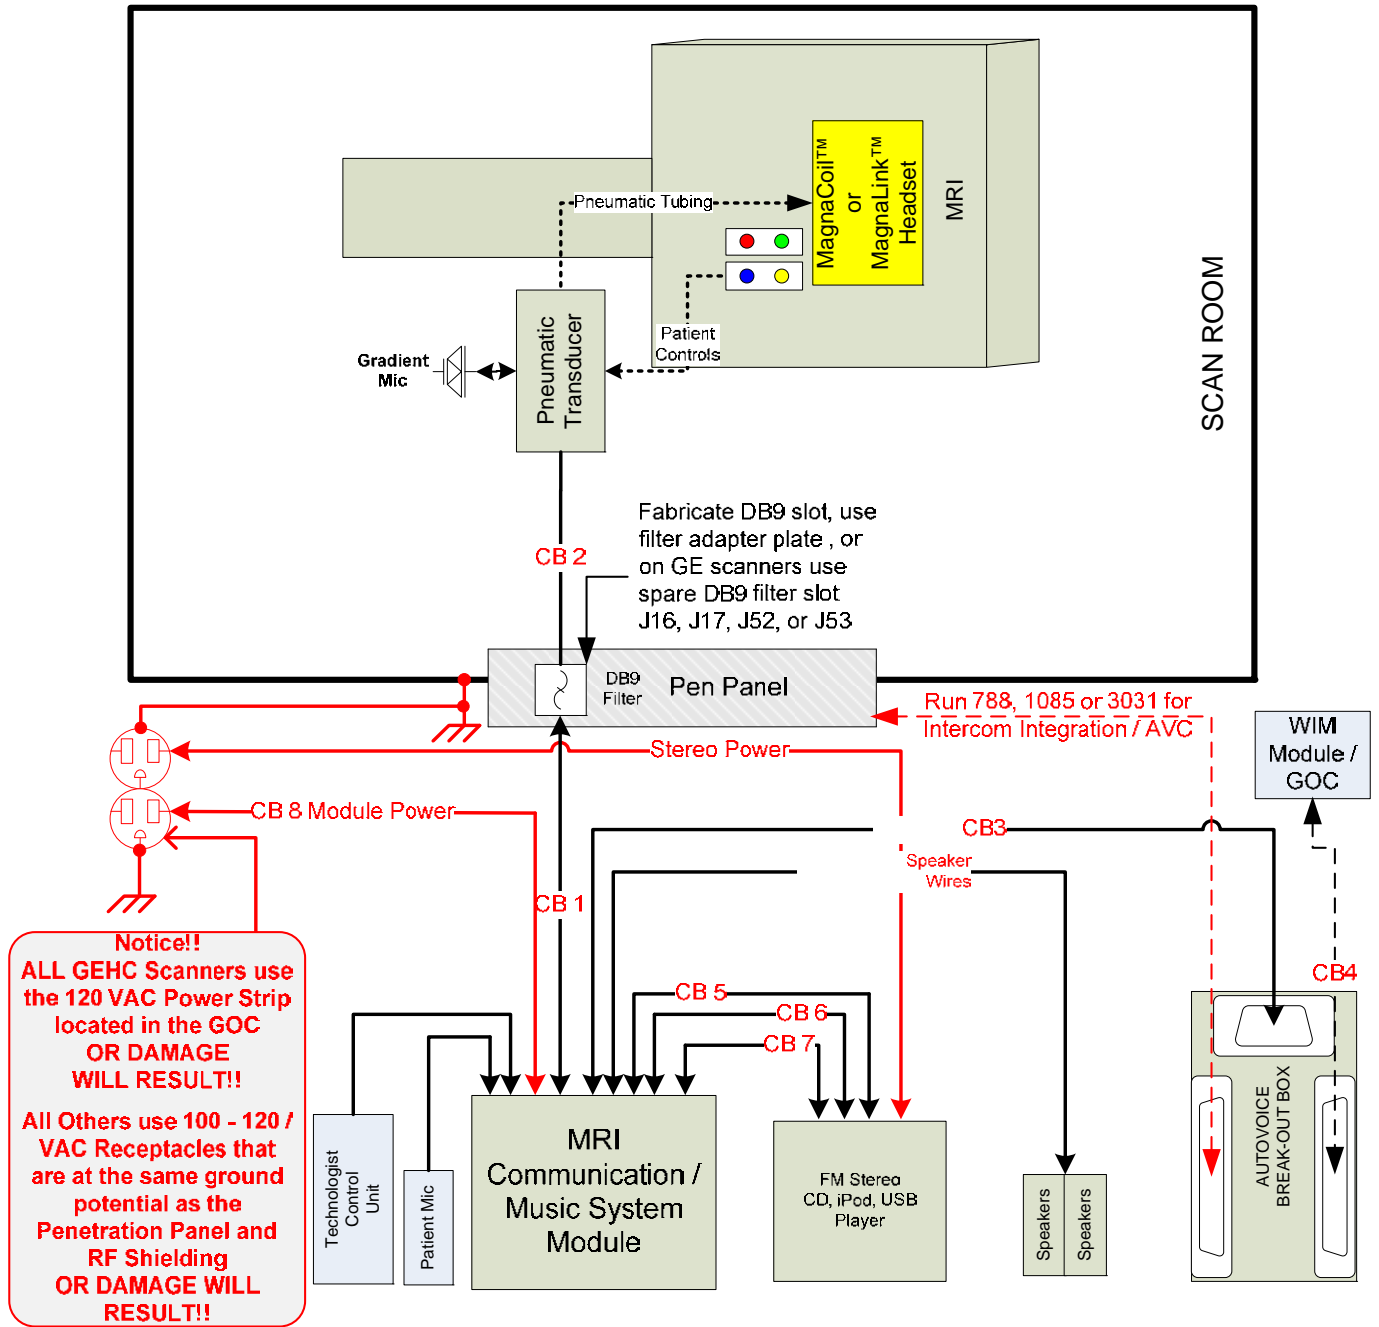 MagnaCoil™
or
MagnaLink™
Headset
MRI
SCAN ROOM
Pneumatic Tubing
Patient
Controls
Pneumatic
Transducer
Gradient
Mic
CB 2
Fabricate DB9 slot, use
filter adapter plate , or
on GE scanners use
spare DB9 filter slot
J16, J17, J52, or J53
DB9
Filter
Pen Panel
Run 788, 1085 or 3031 for
Intercom Integration / AVC
WIM
Module /
GOC
Stereo Power
CB 8 Module Power
CB3
Speaker
Wires
CB 1
CB4
CB 5
CB 6
CB 7
Notice!!
ALL GEHC Scanners use
the 120 VAC Power Strip
located in the GOC
OR DAMAGE
WILL RESULT!!
All Others use 100 - 120 /
VAC Receptacles that
are at the same ground
potential as the
Penetration Panel and
RF Shielding
OR DAMAGE WILL
RESULT!!
Technologist
Control
Unit
Patient Mic
MRI
Communication /
Music System
Module
FM Stereo
CD, iPod, USB
Player
Speakers
Speakers
AUTOVOICE
BREAK-OUT BOX